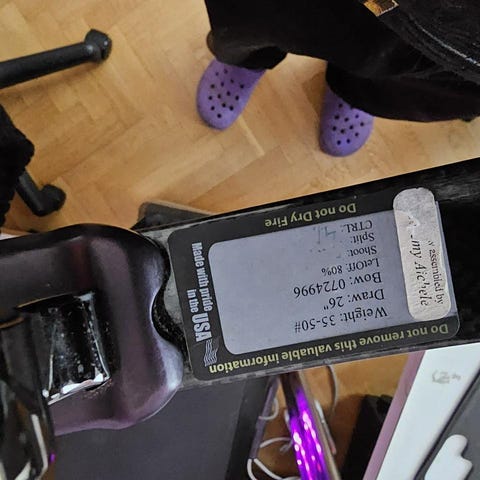 Do not remove this valuable information
Weight: 35-50#
Draw: 26"
Bow: 0724996
LetOff: 80%
Shoot:
Split:
CTRL:
Do not Dry Fire
Made with pride
in the USA
assembled by